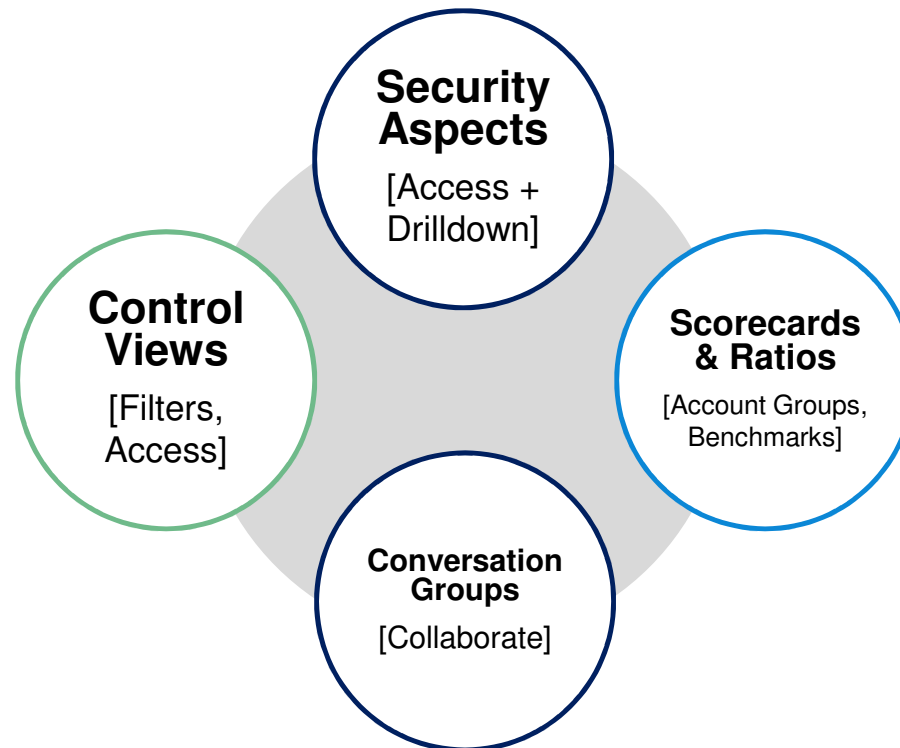 Security
Aspects
[Access +
Drilldown]
Control
Views
[Filters,
Access]
Scorecards
& Ratios
[Account Groups,
Benchmarks]
Conversation
Groups
[Collaborate]